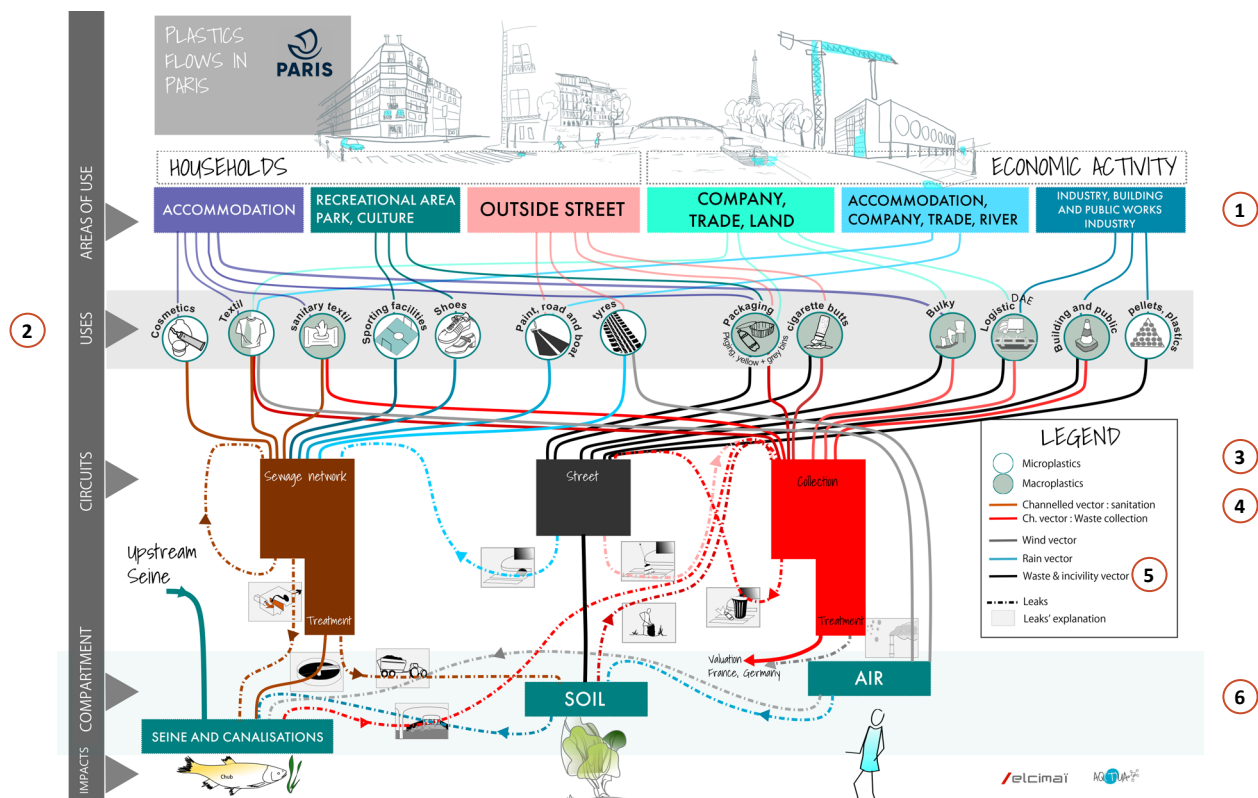 PLASTICS
FLOWS IN
PARIS
PARIS
HOUSEHOLDS
ECONOMIC ACTIVITY
AREAS OF USE
ACCOMMODATION
RECREATIONAL AREA
PARK, CULTURE
OUTSIDE STREET
COMPANY,
TRADE, LAND
ACCOMMODATION,
COMPANY, TRADE, RIVER
INDUSTRY, BUILDING
AND PUBLIC WORKS
INDUSTRY
1
2
USES
Cosmetics
Textil
sanitary textil
Sporting facilities
Shoes
Paint, road and boat
tyres
Packaging
(Piging, yellow + grey bins
cigarette butts
Bulky
Logistic
DAE
Building and public
pellets, plastics
CIRCUITS
Sewage network
Street
Collection
LEGEND
Microplastics
Macroplastics
Channelled vector : sanitation
Ch. vector : Waste collection
Wind vector
Rain vector
Waste & incivility vector
Leaks
Leaks' explanation
3
4
5
Upstream
Seine
Treatment
Treatment
Valuation
France, Germany
COMPARTMENT
AIR
SOIL
SEINE AND CANALISATIONS
6
IMPACTS
Chub
elcimaï
AQTUA